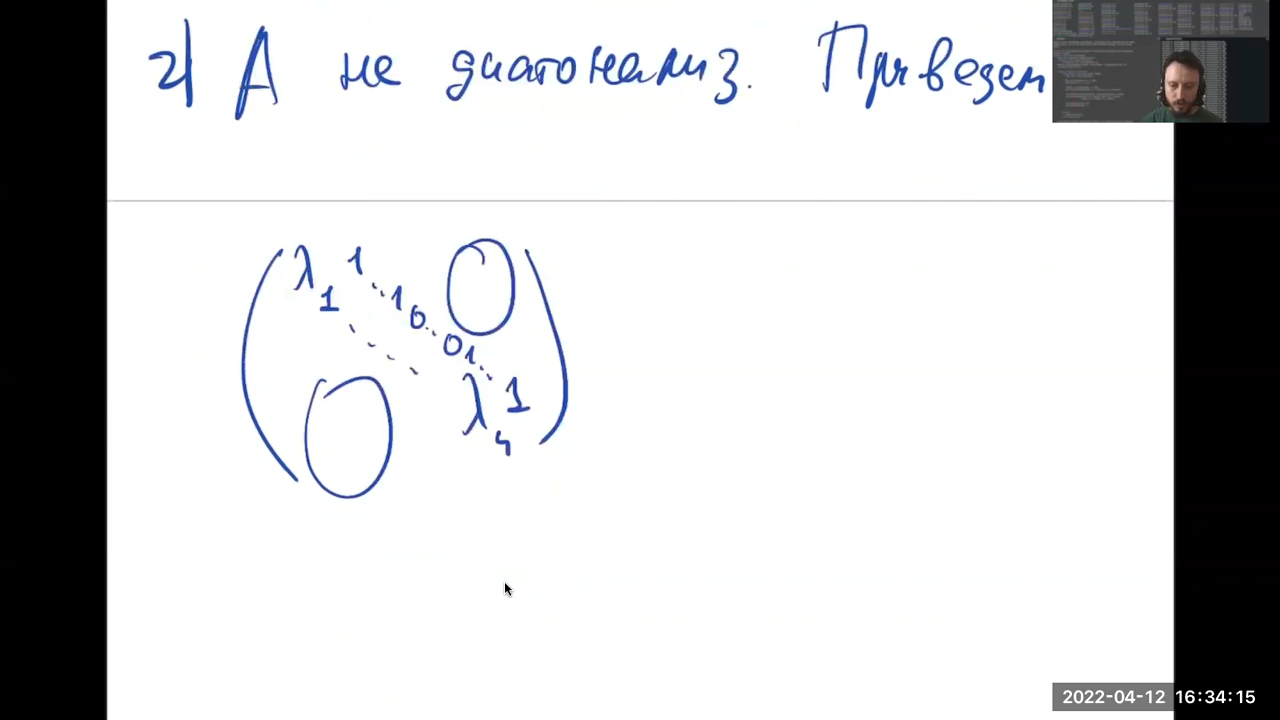 2) A не диагонализ. Приведем
λ₁ 1 0
⋱ 1
0 ⋱
0 1 ⋱
λ₄ 1
0
2022-04-12 16:34:15